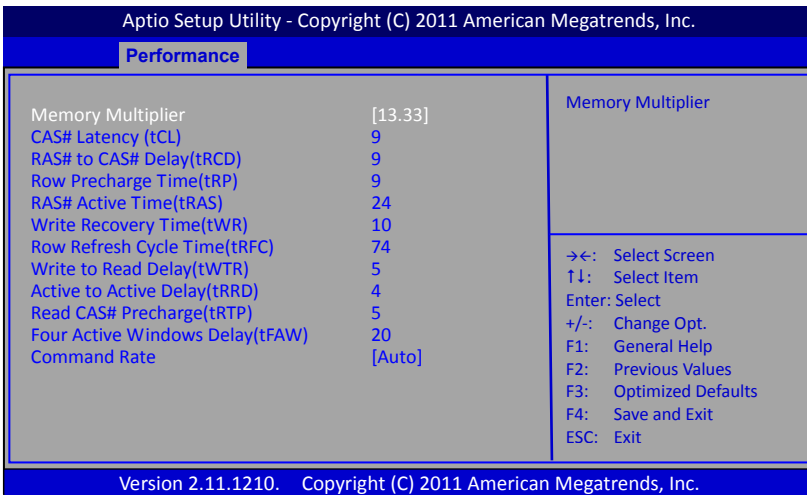 Aptio Setup Utility - Copyright (C) 2011 American Megatrends, Inc.
Performance
Memory Multiplier [13.33]
CAS# Latency (tCL) 9
RAS# to CAS# Delay(tRCD) 9
Row Precharge Time(tRP) 9
RAS# Active Time(tRAS) 24
Write Recovery Time(tWR) 10
Row Refresh Cycle Time(tRFC) 74
Write to Read Delay(tWTR) 5
Active to Active Delay(tRRD) 4
Read CAS# Precharge(tRTP) 5
Four Active Windows Delay(tFAW) 20
Command Rate [Auto]
Memory Multiplier
→←: Select Screen
↑↓: Select Item
Enter: Select
+/-: Change Opt.
F1: General Help
F2: Previous Values
F3: Optimized Defaults
F4: Save and Exit
ESC: Exit
Version 2.11.1210. Copyright (C) 2011 American Megatrends, Inc.